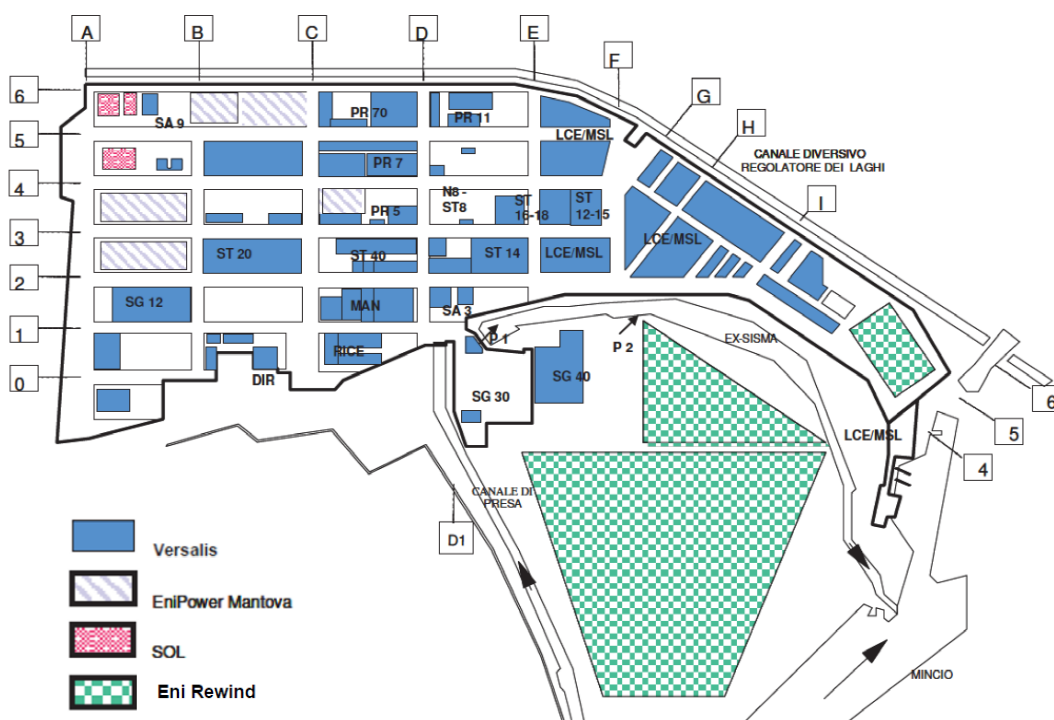 A
B
C
D
E
F
G
H
I
6
5
4
3
2
1
0
SA 9
PR 70
PR 11
LCE/MSL
CANALE DIVERSIVO
REGOLATORE DEI LAGHI
PR 7
N8 -
ST8
ST
16-18
ST
12-15
PR 5
LCE/MSL
ST 20
ST 40
ST 14
LCE/MSL
SG 12
MAN
SA 3
P 1
P 2
EX-SISMA
RICE
DIR
SG 40
SG 30
6
5
4
LCE/MSL
CANALE DI
PRESA
D1
MINCIO
Versalis
EniPower Mantova
SOL
Eni Rewind